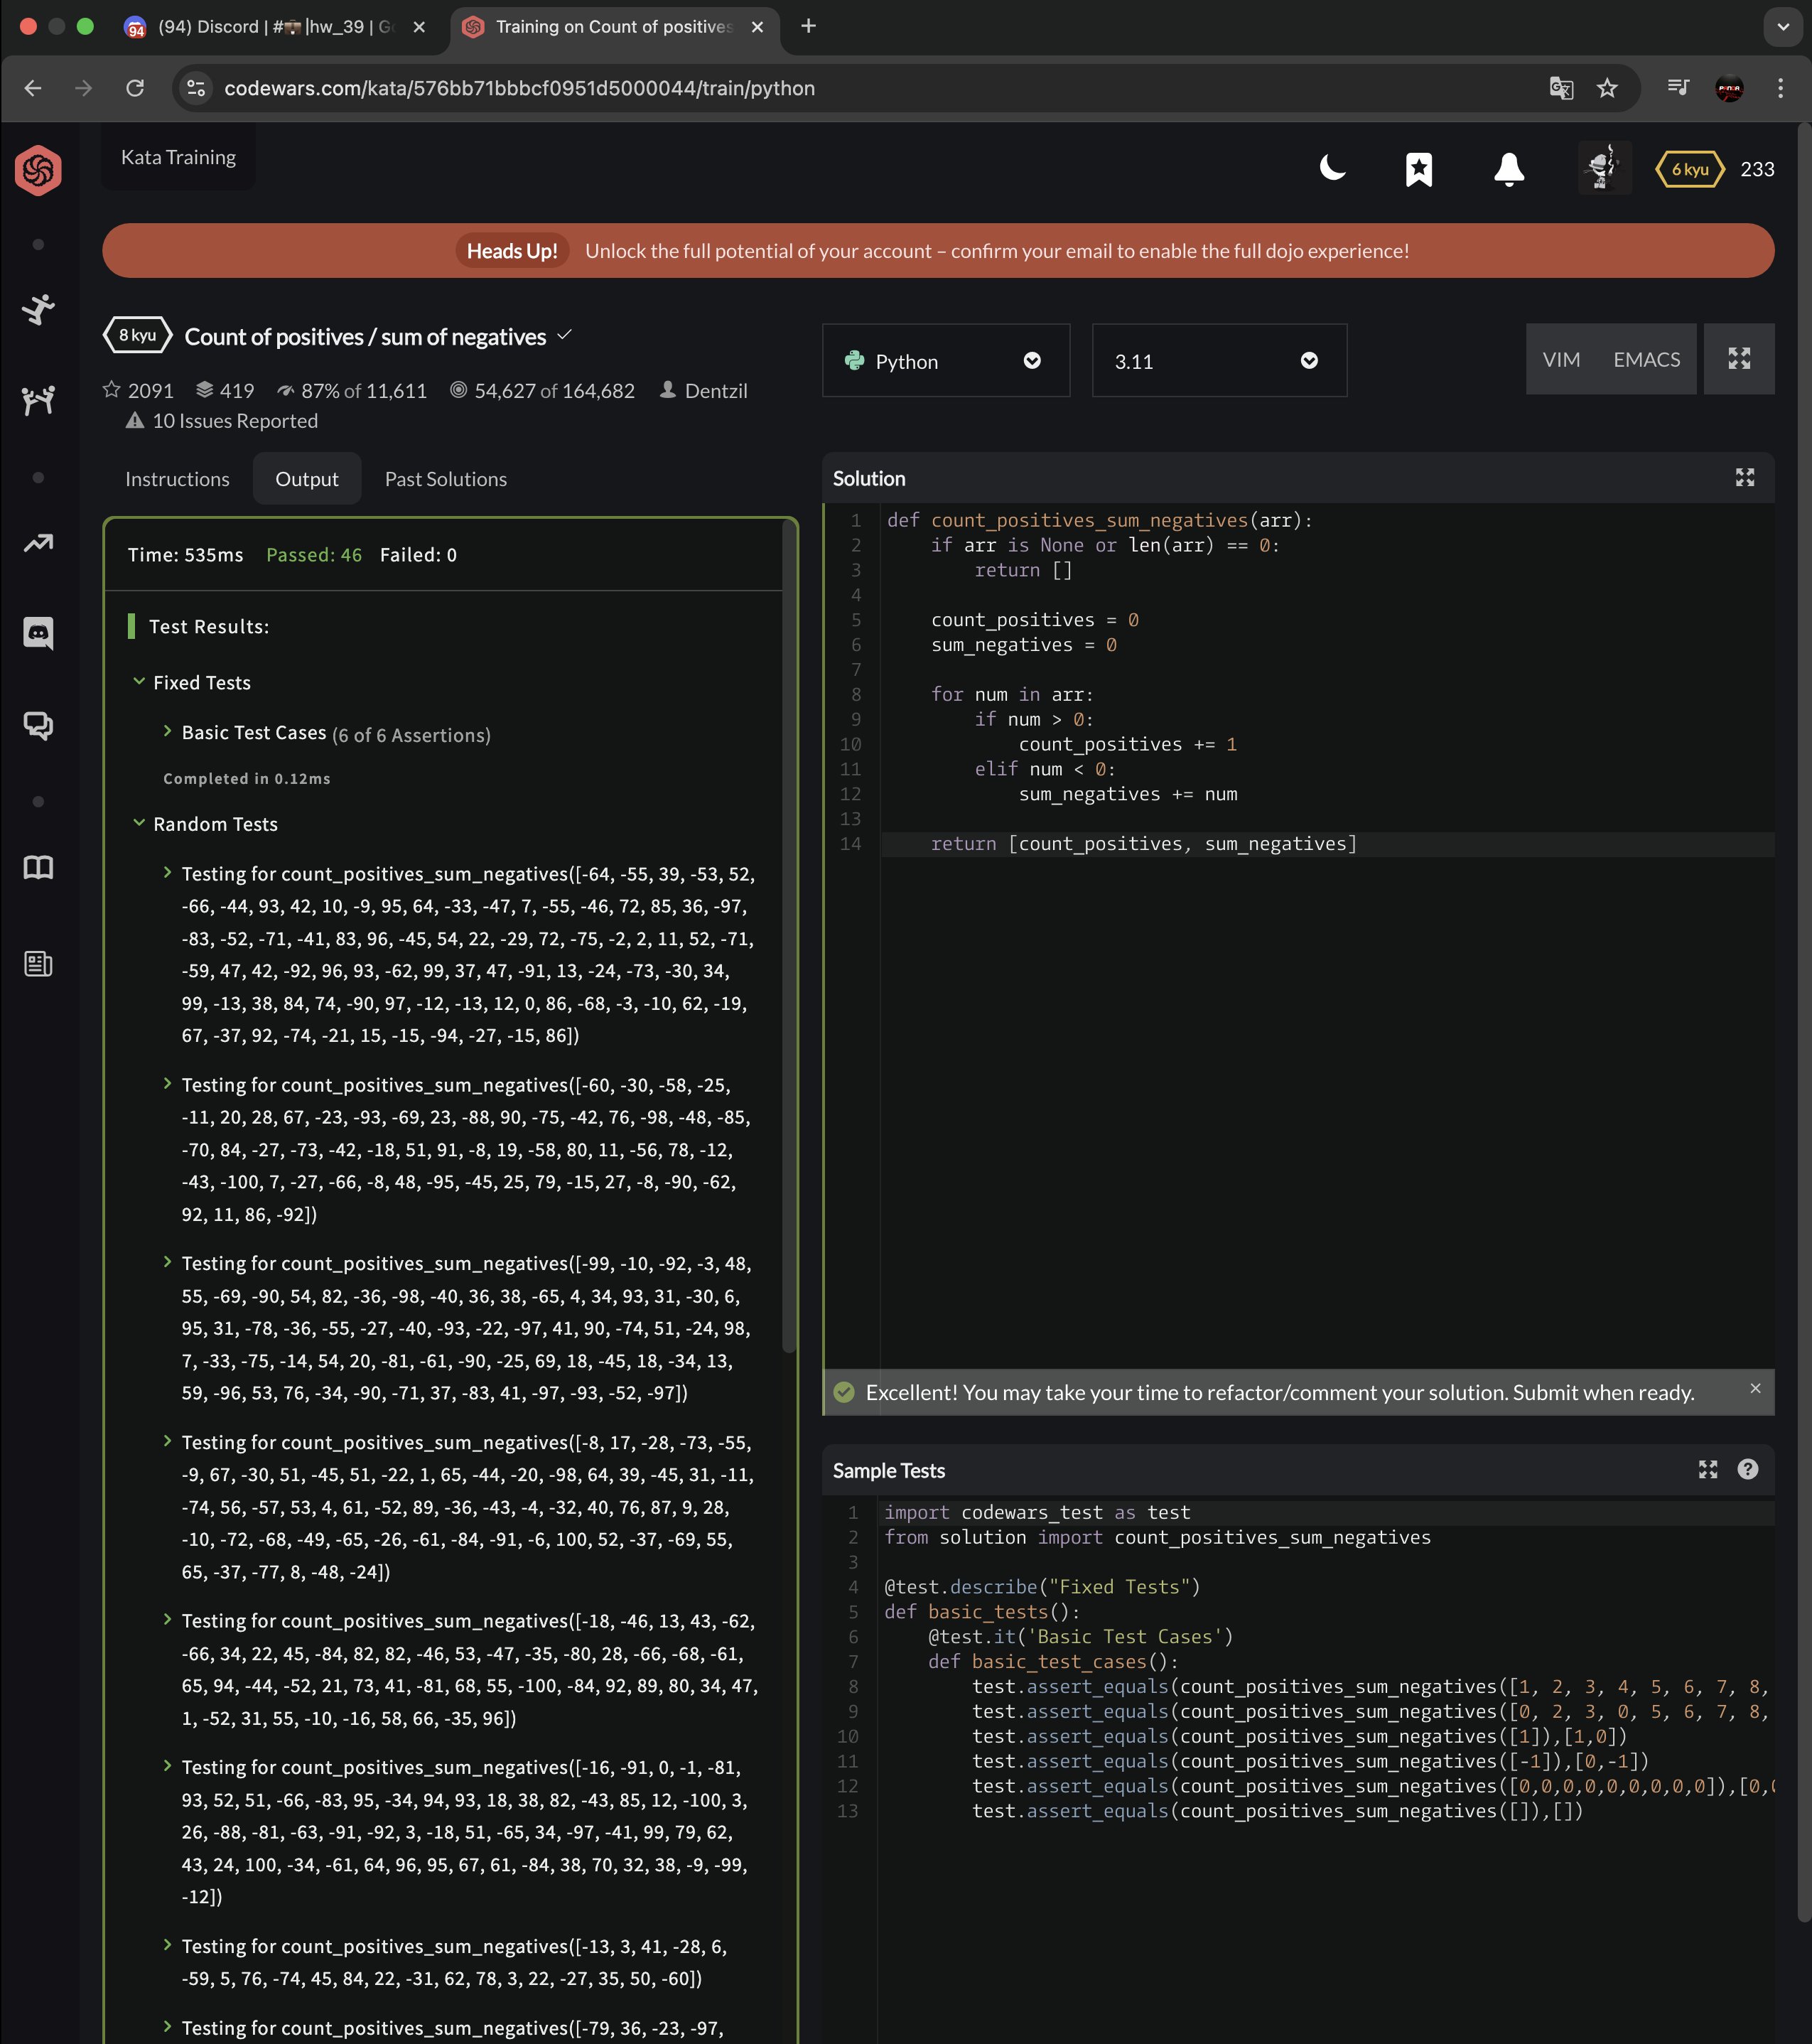 (94) Discord | #💼|hw_39 | G
Training on Count of positives
codewars.com/kata/576bb71bbbcf0951d5000044/train/python
Kata Training
6 kyu 233
Heads Up! Unlock the full potential of your account – confirm your email to enable the full dojo experience!
8 kyu Count of positives / sum of negatives
2091 419 87% of 11,611 54,627 of 164,682 Dentzil
10 Issues Reported
Python
3.11
VIM EMACS
Instructions Output Past Solutions
Time: 535ms Passed: 46 Failed: 0
Test Results:
Fixed Tests
Basic Test Cases (6 of 6 Assertions)
Completed in 0.12ms
Random Tests
Testing for count_positives_sum_negatives([-64, -55, 39, -53, 52,
-66, -44, 93, 42, 10, -9, 95, 64, -33, -47, 7, -55, -46, 72, 85, 36, -97,
-83, -52, -71, -41, 83, 96, -45, 54, 22, -29, 72, -75, -2, 2, 11, 52, -71,
-59, 47, 42, -92, 96, 93, -62, 99, 37, 47, -91, 13, -24, -73, -30, 34,
99, -13, 38, 84, 74, -90, 97, -12, -13, 12, 0, 86, -68, -3, -10, 62, -19,
67, -37, 92, -74, -21, 15, -15, -94, -27, -15, 86])
Testing for count_positives_sum_negatives([-60, -30, -58, -25,
-11, 20, 28, 67, -23, -93, -69, 23, -88, 90, -75, -42, 76, -98, -48, -85,
-70, 84, -27, -73, -42, -18, 51, 91, -8, 19, -58, 80, 11, -56, 78, -12,
-43, -100, 7, -27, -66, -8, 48, -95, -45, 25, 79, -15, 27, -8, -90, -62,
92, 11, 86, -92])
Testing for count_positives_sum_negatives([-99, -10, -92, -3, 48,
55, -69, -90, 54, 82, -36, -98, -40, 36, 38, -65, 4, 34, 93, 31, -30, 6,
95, 31, -78, -36, -55, -27, -40, -93, -22, -97, 41, 90, -74, 51, -24, 98,
7, -33, -75, -14, 54, 20, -81, -61, -90, -25, 69, 18, -45, 18, -34, 13,
59, -96, 53, 76, -34, -90, -71, 37, -83, 41, -97, -93, -52, -97])
Testing for count_positives_sum_negatives([-8, 17, -28, -73, -55,
-9, 67, -30, 51, -45, 51, -22, 1, 65, -44, -20, -98, 64, 39, -45, 31, -11,
-74, 56, -57, 53, 4, 61, -52, 89, -36, -43, -4, -32, 40, 76, 87, 9, 28,
-10, -72, -68, -49, -65, -26, -61, -84, -91, -6, 100, 52, -37, -69, 55,
65, -37, -77, 8, -48, -24])
Testing for count_positives_sum_negatives([-18, -46, 13, 43, -62,
-66, 34, 22, 45, -84, 82, 82, -46, 53, -47, -35, -80, 28, -66, -68, -61,
65, 94, -44, -52, 21, 73, 41, -81, 68, 55, -100, -84, 92, 89, 80, 34, 47,
1, -52, 31, 55, -10, -16, 58, 66, -35, 96])
Testing for count_positives_sum_negatives([-16, -91, 0, -1, -81,
93, 52, 51, -66, -83, 95, -34, 94, 93, 18, 38, 82, -43, 85, 12, -100, 3,
26, -88, -81, -63, -91, -92, 3, -18, 51, -65, 34, -97, -41, 99, 79, 62,
43, 24, 100, -34, -61, 64, 96, 95, 67, 61, -84, 38, 70, 32, 38, -9, -99,
-12])
Testing for count_positives_sum_negatives([-13, 3, 41, -28, 6,
-59, 5, 76, -74, 45, 84, 22, -31, 62, 78, 3, 22, -27, 35, 50, -60])
Testing for count_positives_sum_negatives([-79, 36, -23, -97,
Solution
1 def count_positives_sum_negatives(arr):
2     if arr is None or len(arr) == 0:
3         return []
4
5     count_positives = 0
6     sum_negatives = 0
7
8     for num in arr:
9         if num > 0:
10             count_positives += 1
11         elif num < 0:
12             sum_negatives += num
13
14     return [count_positives, sum_negatives]
Excellent! You may take your time to refactor/comment your solution. Submit when ready.
Sample Tests
1 import codewars_test as test
2 from solution import count_positives_sum_negatives
3
4 @test.describe("Fixed Tests")
5 def basic_tests():
6     @test.it('Basic Test Cases')
7     def basic_test_cases():
8         test.assert_equals(count_positives_sum_negatives([1, 2, 3, 4, 5, 6, 7, 8,
9         test.assert_equals(count_positives_sum_negatives([0, 2, 3, 0, 5, 6, 7, 8,
10         test.assert_equals(count_positives_sum_negatives([1]),[1,0])
11         test.assert_equals(count_positives_sum_negatives([-1]),[0,-1])
12         test.assert_equals(count_positives_sum_negatives([0,0,0,0,0,0,0,0,0]),[0,
13         test.assert_equals(count_positives_sum_negatives([]),[])